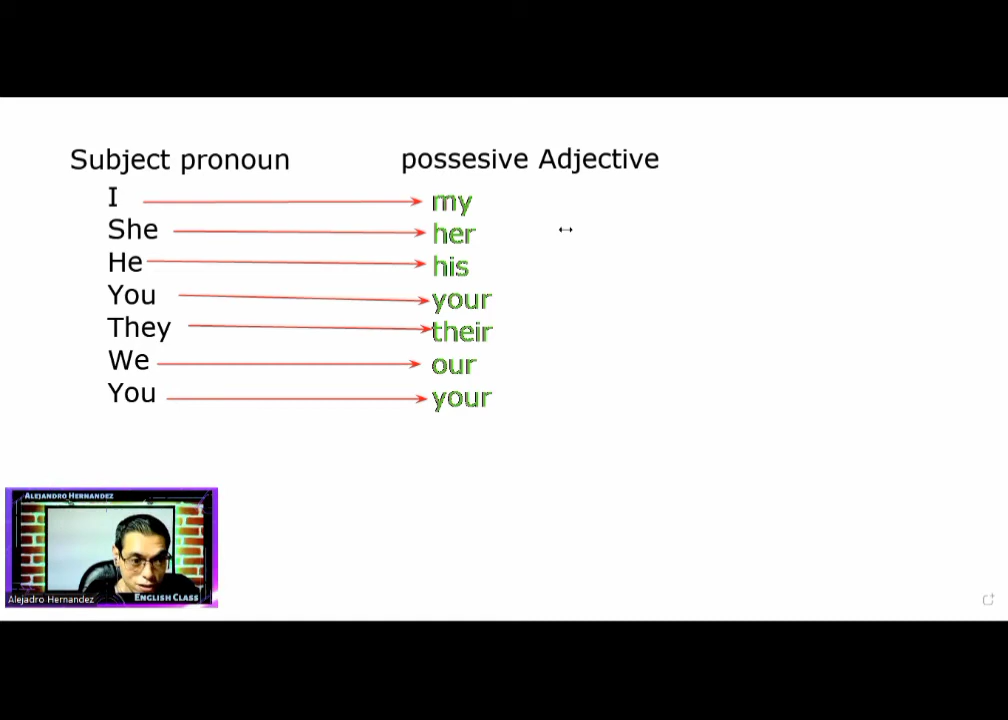 Subject pronoun possesive Adjective
I my
She her
He his
You your
They their
We our
You your
ALEJANDRO HERNANDEZ
ENGLISH CLASS
Alejadro Hernandez